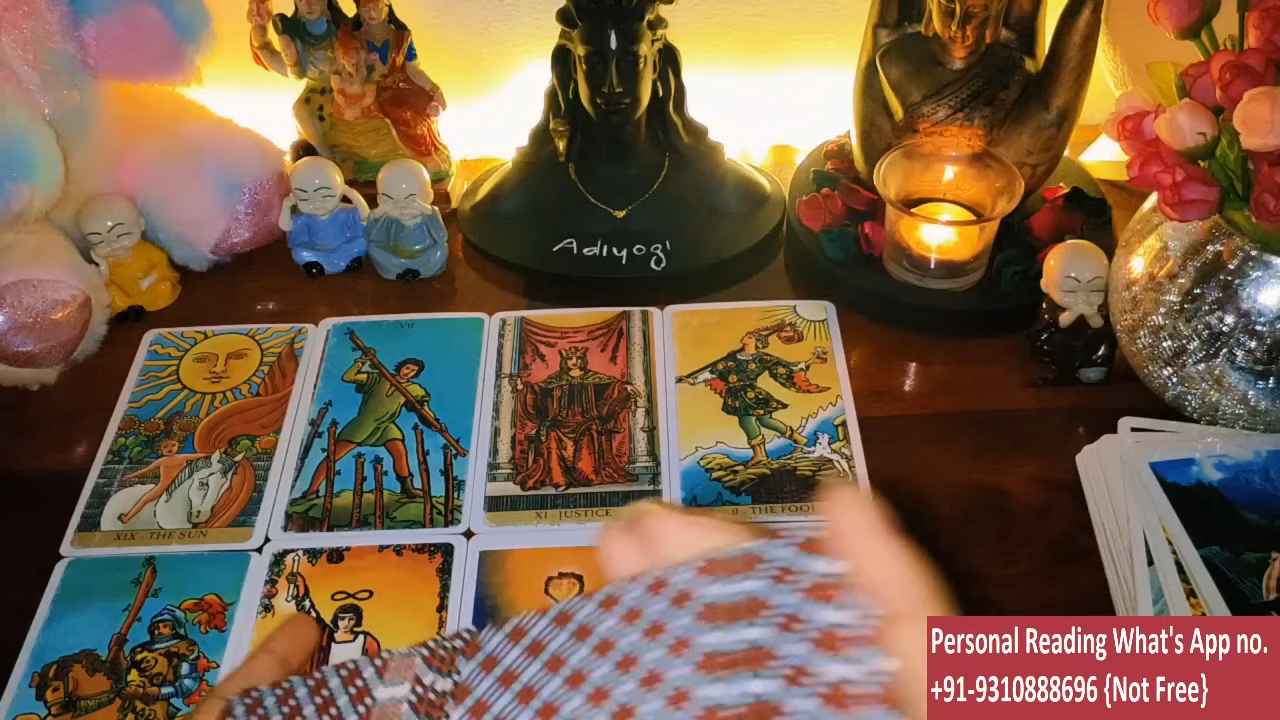 Adiyogi
VII
XIX - THE SUN
XI - JUSTICE
0 - THE FOOL
Personal Reading What's App no.
+91-9310888696 {Not Free}